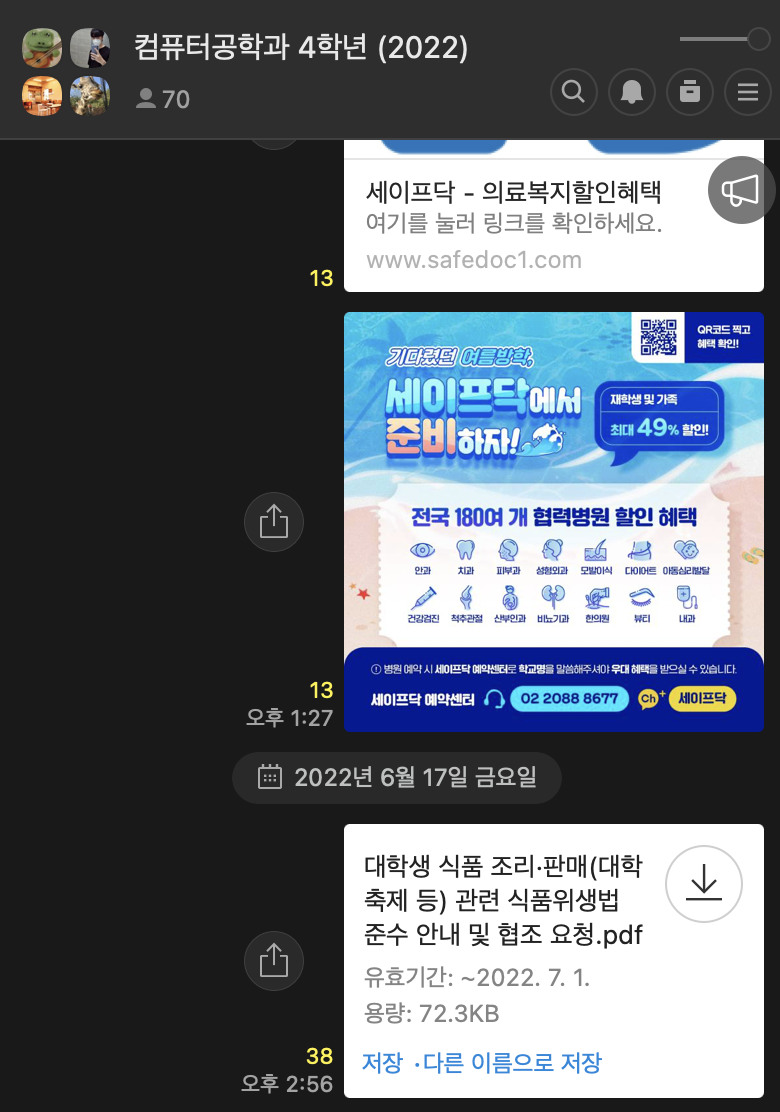 컴퓨터공학과 4학년 (2022)
70
세이프닥 - 의료복지할인혜택
여기를 눌러 링크를 확인하세요.
www.safedoc1.com
13
QR코드 찍고
혜택 확인!
기다렸던 여름방학,
세이프닥에서
준비하자!
재학생 및 가족
최대 49% 할인!
전국 180여 개 협력병원 할인 혜택
안과 치과 피부과 성형외과 모발이식 다이어트 아동심리발달
건강검진 척추관절 산부인과 비뇨기과 한의원 뷰티 내과
병원 예약 시 세이프닥 예약센터로 학교명을 말씀해주셔야 우대 혜택을 받으실 수 있습니다.
세이프닥 예약센터 02 2088 8677 Ch+ 세이프닥
13
오후 1:27
2022년 6월 17일 금요일
대학생 식품 조리·판매(대학
축제 등) 관련 식품위생법
준수 안내 및 협조 요청.pdf
유효기간: ~2022. 7. 1.
용량: 72.3KB
저장 ·다른 이름으로 저장
38
오후 2:56